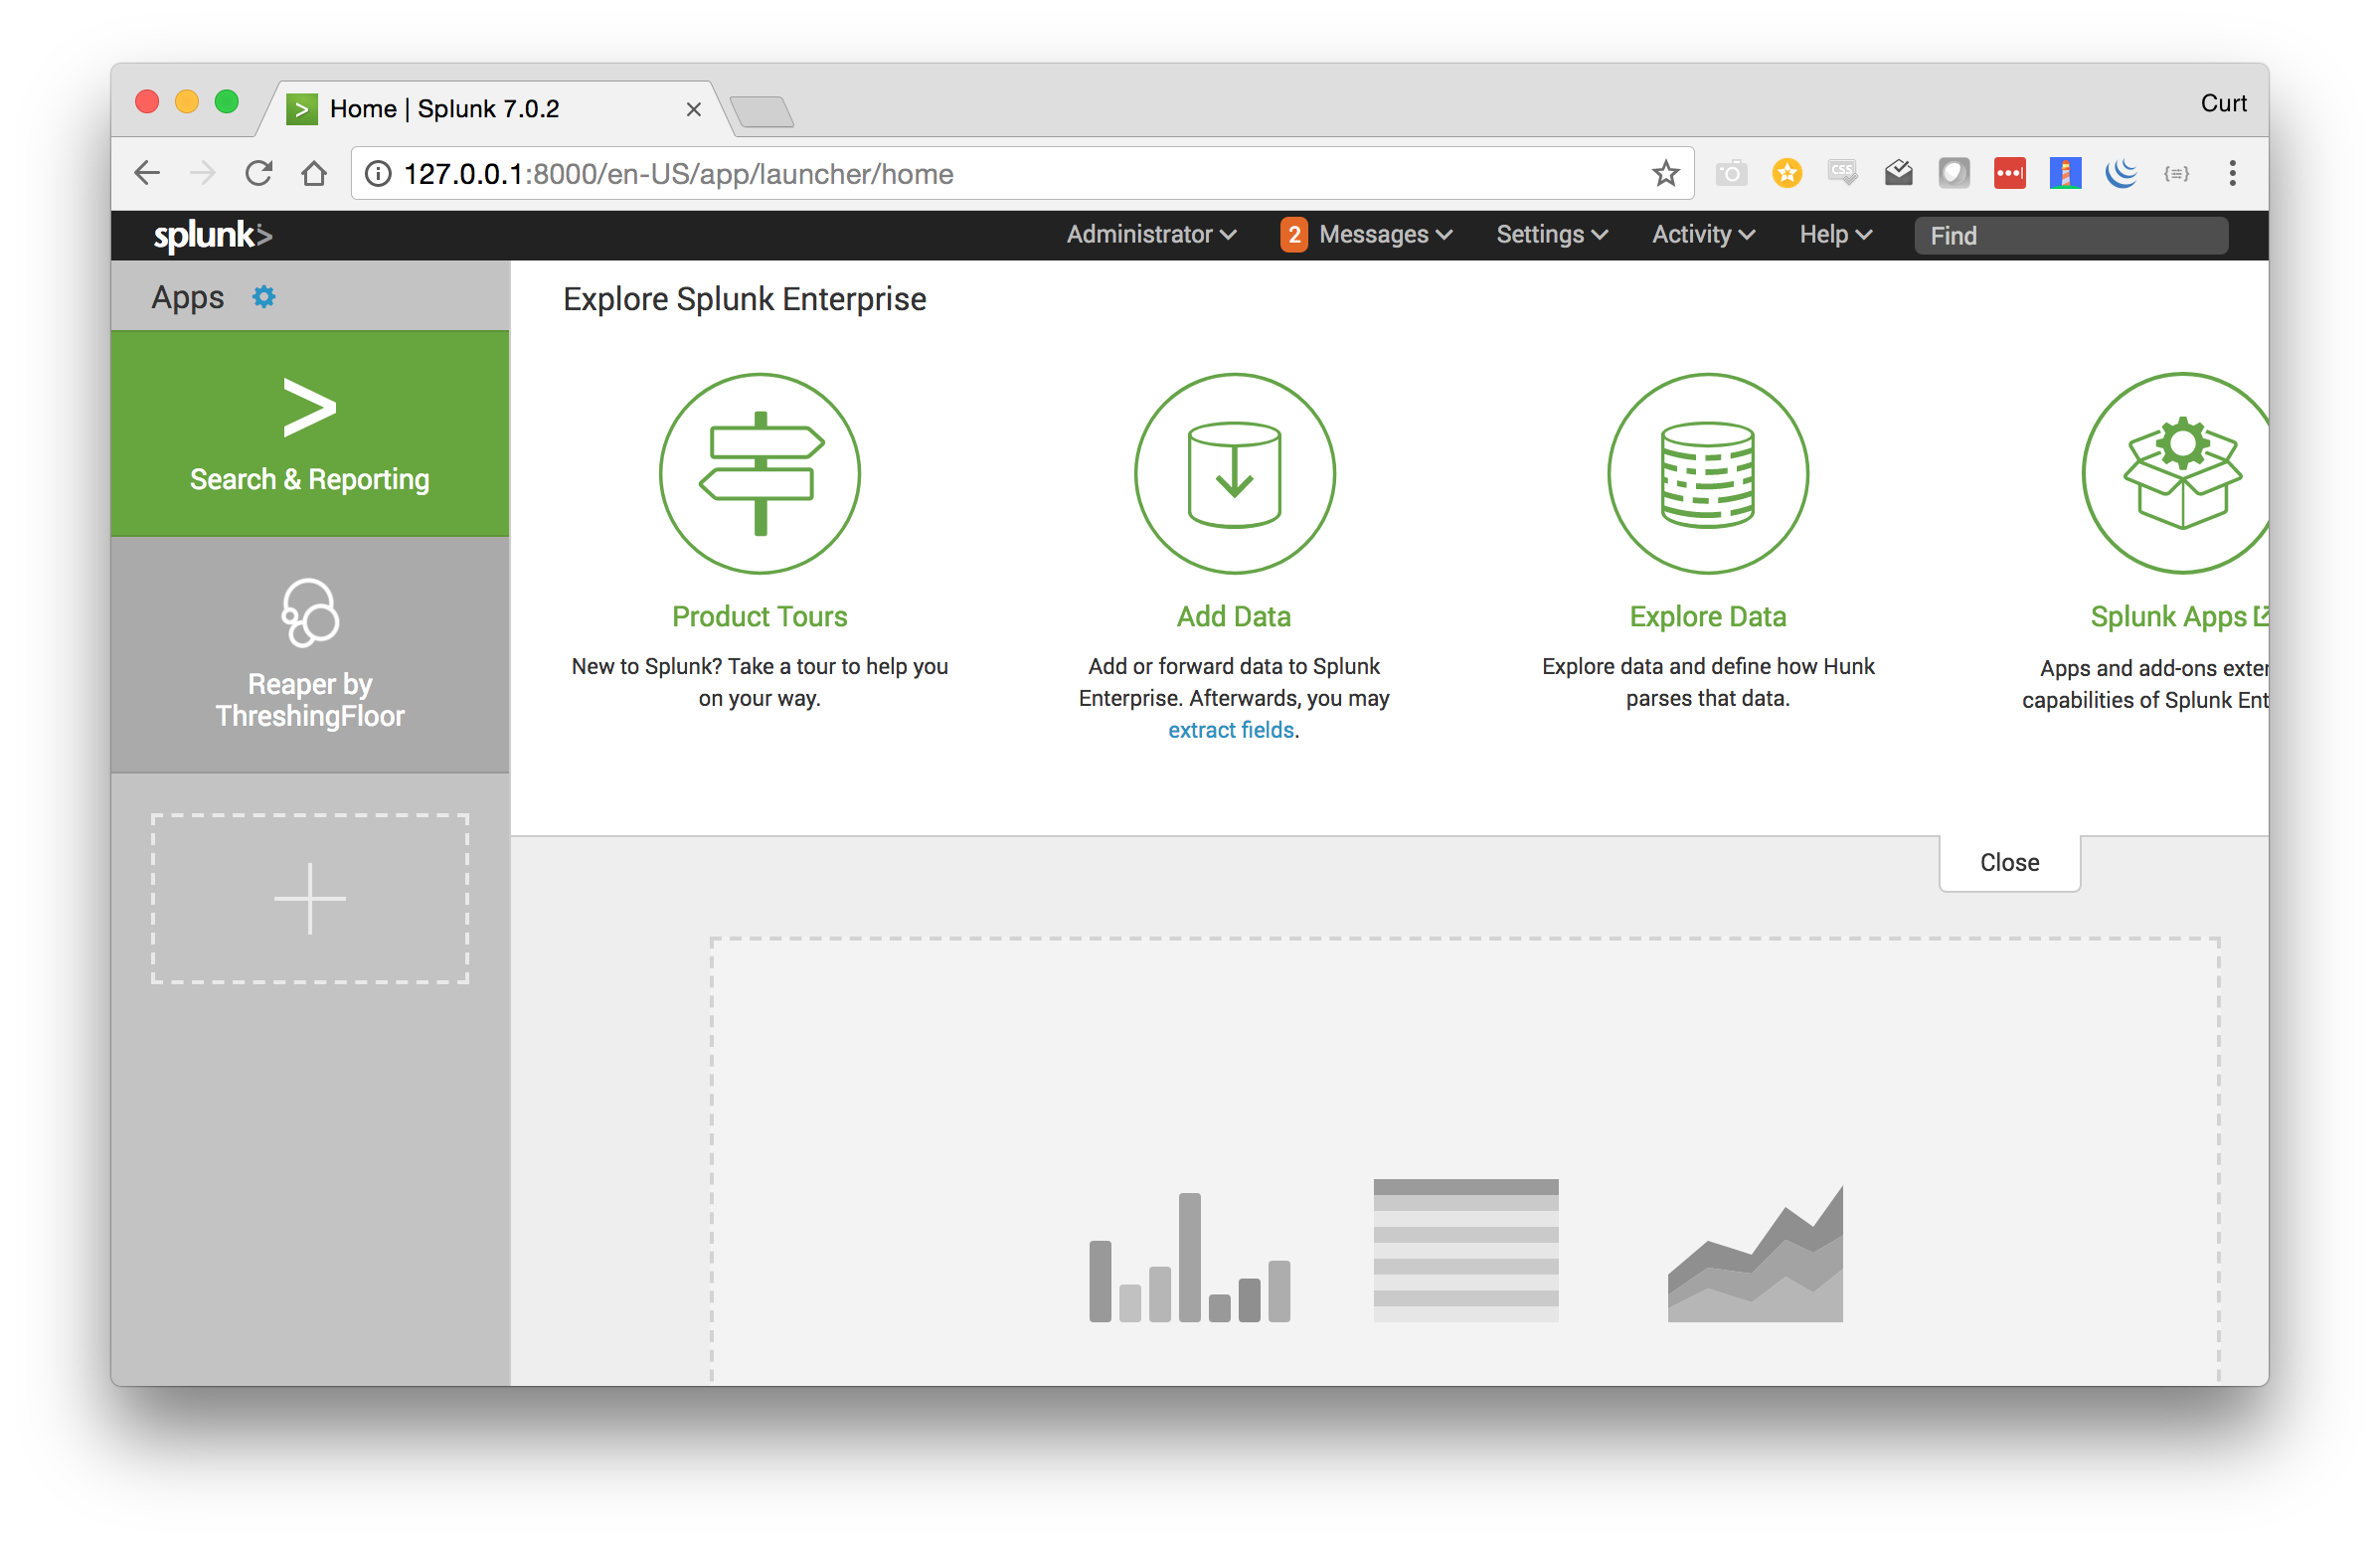 Home | Splunk 7.0.2
Curt
127.0.0.1:8000/en-US/app/launcher/home
splunk>
Administrator
2 Messages
Settings
Activity
Help
Find
Apps
Explore Splunk Enterprise
Search & Reporting
Reaper by
ThreshingFloor
Product Tours
New to Splunk? Take a tour to help you
on your way.
Add Data
Add or forward data to Splunk
Enterprise. Afterwards, you may
extract fields.
Explore Data
Explore data and define how Hunk
parses that data.
Splunk Apps
Apps and add-ons exter
capabilities of Splunk Ent
Close